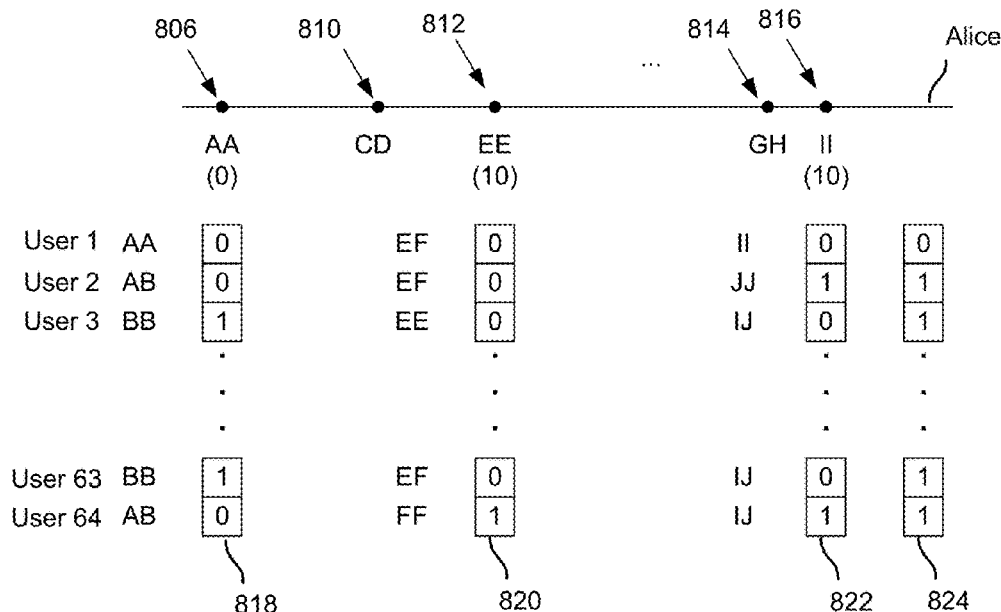 806 810 812 ... 814 816 Alice
AA CD EE GH II
(0) (10) (10)
User 1 AA 0 EF 0 II 0 0
User 2 AB 0 EF 0 JJ 1 1
User 3 BB 1 EE 0 IJ 0 1
User 63 BB 1 EF 0 IJ 0 1
User 64 AB 0 FF 1 IJ 1 1
818 820 822 824